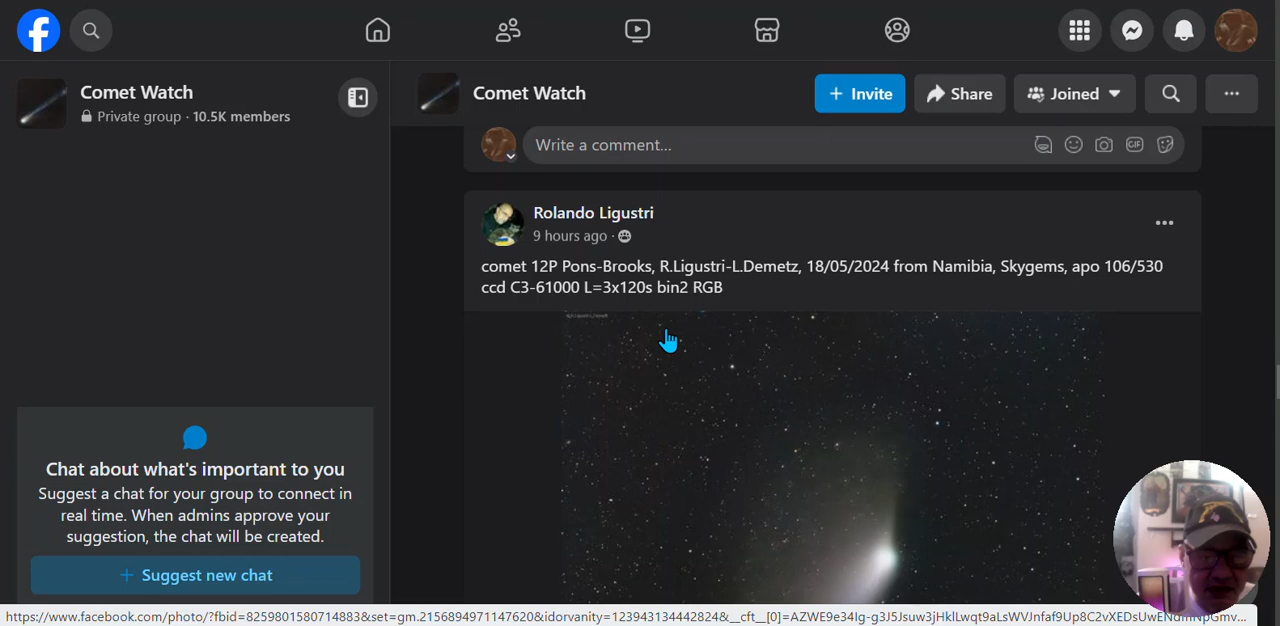 Comet Watch
Private group · 10.5K members
Comet Watch
Invite
Share
Joined
Write a comment...
Rolando Ligustri
9 hours ago ·
comet 12P Pons-Brooks, R.Ligustri-L.Demetz, 18/05/2024 from Namibia, Skygems, apo 106/530
ccd C3-61000 L=3x120s bin2 RGB
GIF
Chat about what's important to you
Suggest a chat for your group to connect in
real time. When admins approve your
suggestion, the chat will be created.
+ Suggest new chat